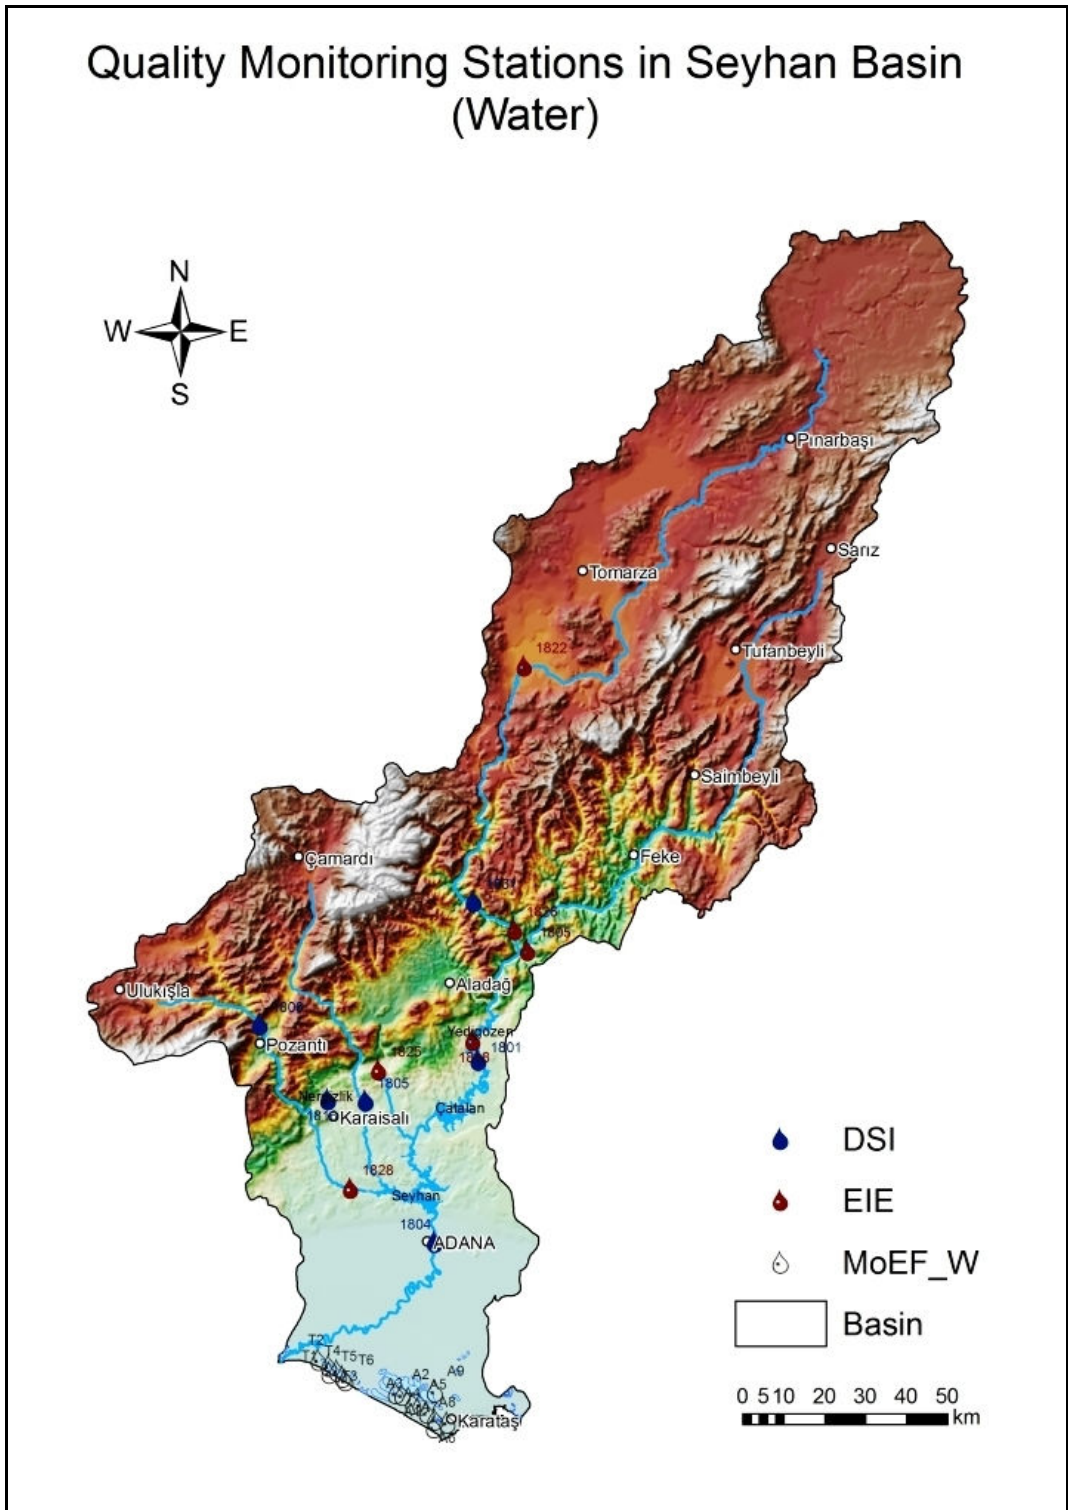 Quality Monitoring Stations in Seyhan Basin
(Water)
N
W
E
S
Pınarbaşı
Sarız
Tomarza
1822
Tufanbeyli
Saimbeyli
Feke
Çamardı
1826
1805
Aladağ
Ulukışla
Pozantı
Yedigözen
1801
1825
1805
Çatalan
Karaisalı
1828
Seyhan
1804
ADANA
DSI
EIE
MoEF_W
Basin
T2
T4
T5
T6
A2
A9
A3
A5
A8
Karataş
0 5 10 20 30 40 50
km